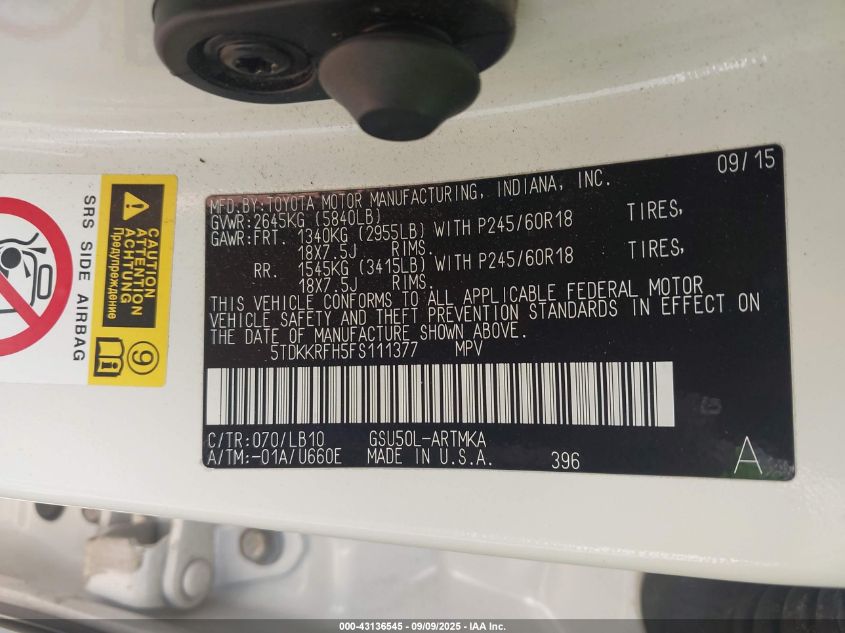 09/15
MFD.BY:TOYOTA MOTOR MANUFACTURING, INDIANA, INC.
GVWR:2645KG (5840LB)
GAWR:FRT. 1340KG (2955LB) WITH P245/60R18 TIRES,
18X7.5J RIMS.
RR. 1545KG (3415LB) WITH P245/60R18 TIRES,
18X7.5J RIMS.
THIS VEHICLE CONFORMS TO ALL APPLICABLE FEDERAL MOTOR
VEHICLE SAFETY AND THEFT PREVENTION STANDARDS IN EFFECT ON
THE DATE OF MANUFACTURE SHOWN ABOVE.
5TDKKRFH5FS111377 MPV
C/TR:070/LB10 GSU50L-ARTMKA
A/TM:-01A/U660E MADE IN U.S.A. 396 A
SRS SIDE AIRBAG
CAUTION
ATTENTION
ACHTUNG
Предупреждение
9
000-43136545 - 09/09/2025 - IAA Inc.